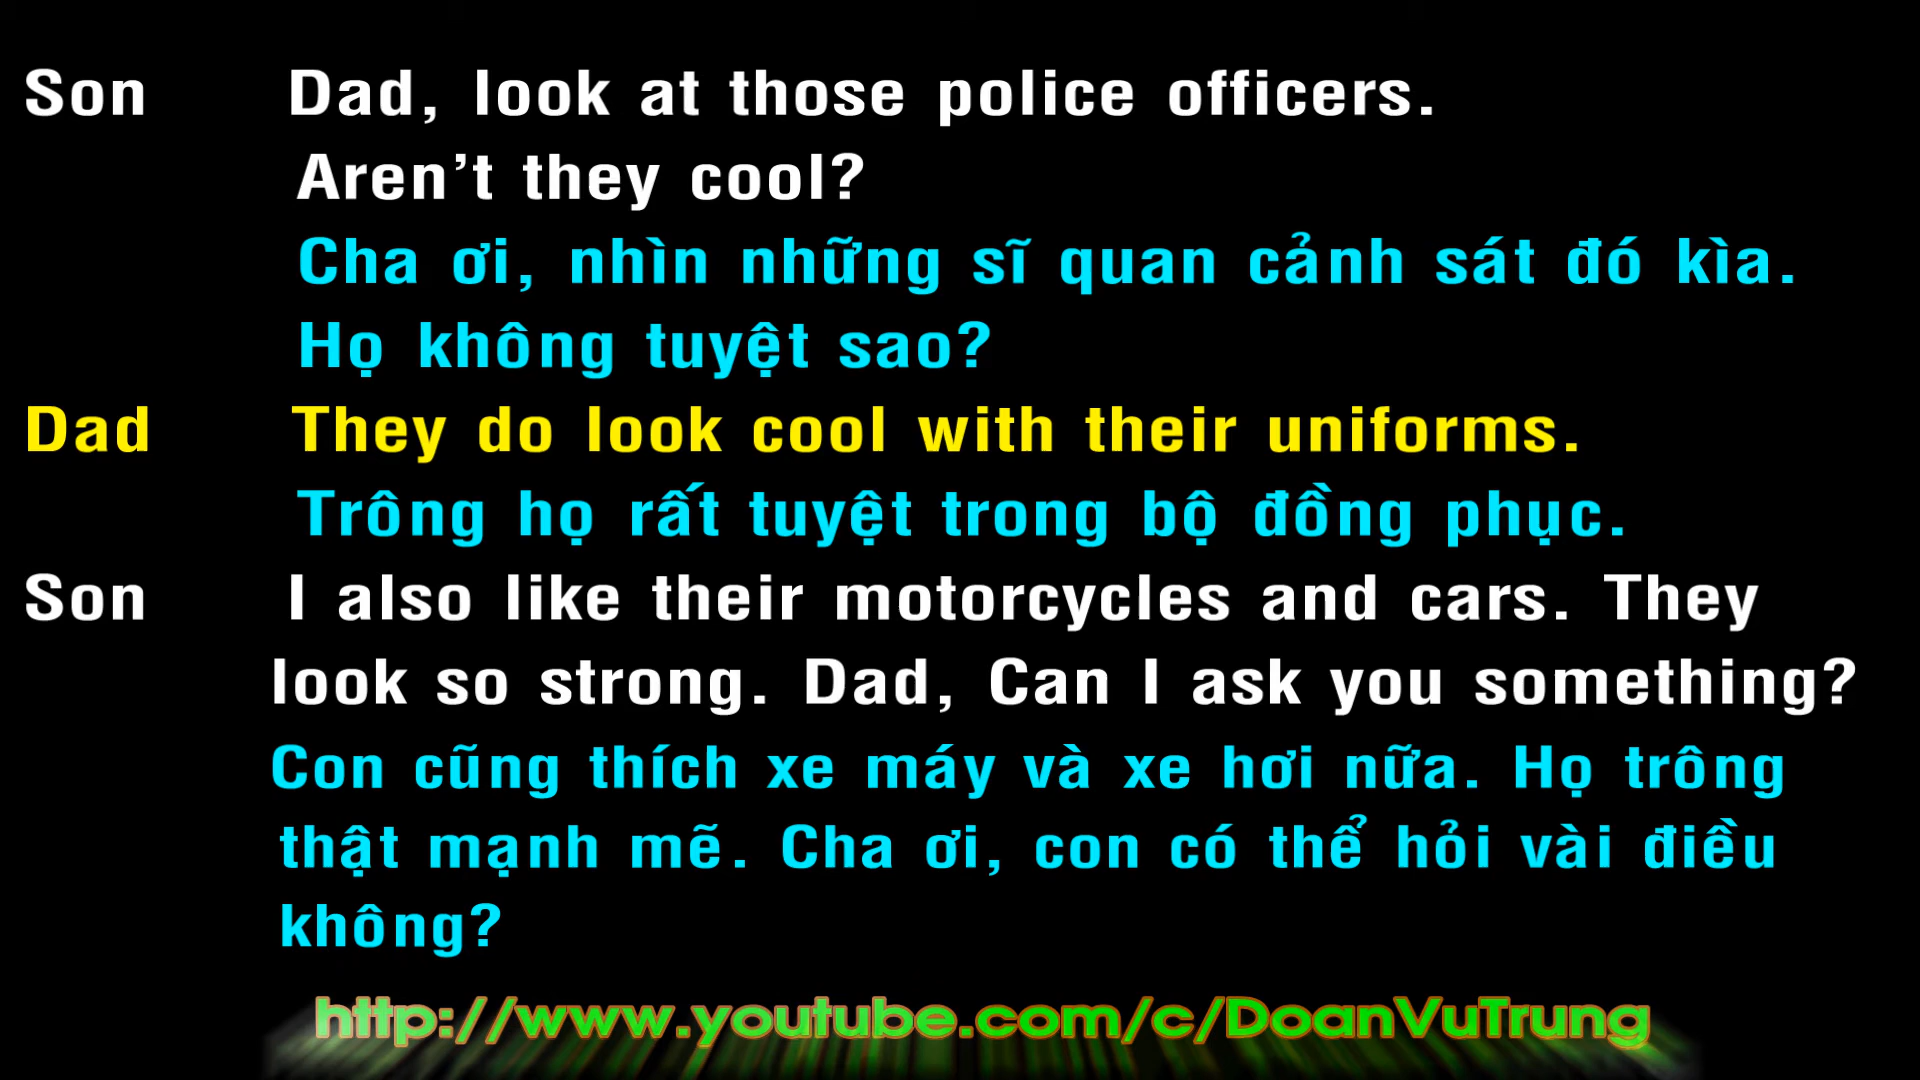 Son Dad, look at those police officers.
Aren't they cool?
Cha ơi, nhìn những sĩ quan cảnh sát đó kìa.
Họ không tuyệt sao?
Dad They do look cool with their uniforms.
Trông họ rất tuyệt trong bộ đồng phục.
Son I also like their motorcycles and cars. They
look so strong. Dad, Can I ask you something?
Con cũng thích xe máy và xe hơi nữa. Họ trông
thật mạnh mẽ. Cha ơi, con có thể hỏi vài điều
không?
http://www.youtube.com/c/DoanVuTrung